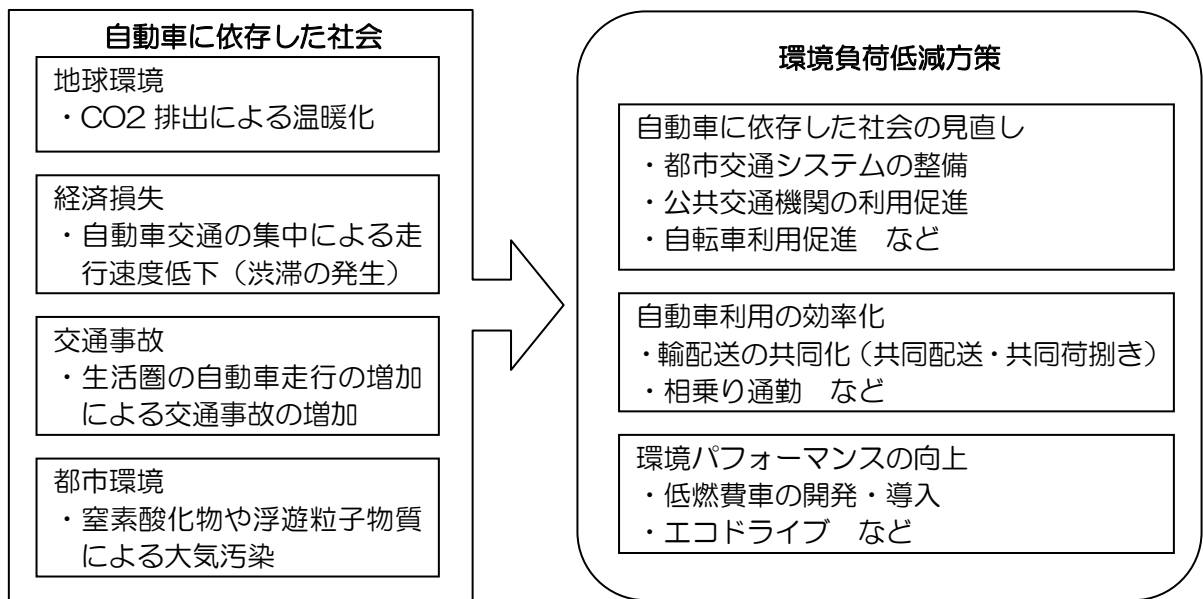 自動車に依存した社会
地球環境
・CO2 排出による温暖化
経済損失
・自動車交通の集中による走
行速度低下（渋滞の発生）
交通事故
・生活圏の自動車走行の増加
による交通事故の増加
都市環境
・窒素酸化物や浮遊粒子物質
による大気汚染
環境負荷低減方策
自動車に依存した社会の見直し
・都市交通システムの整備
・公共交通機関の利用促進
・自転車利用促進　など
自動車利用の効率化
・輸配送の共同化（共同配送・共同荷捌き）
・相乗り通勤　など
環境パフォーマンスの向上
・低燃費車の開発・導入
・エコドライブ　など